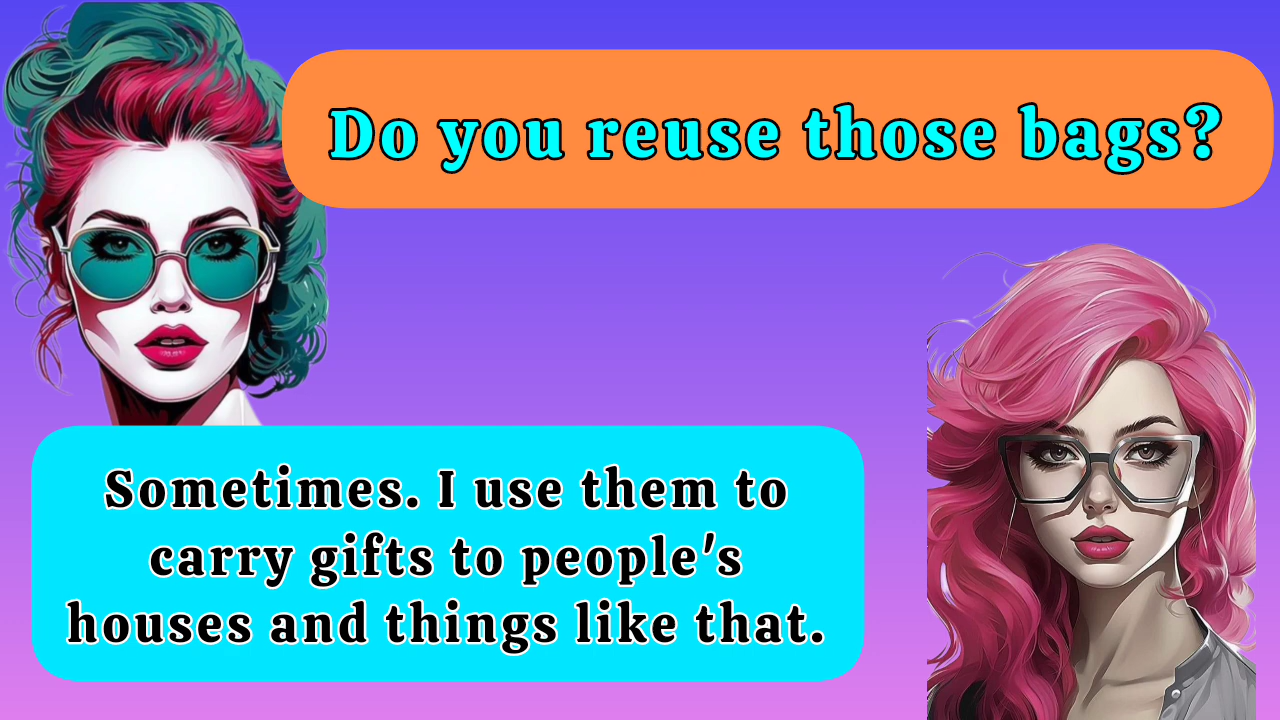 Do you reuse those bags?
Sometimes. I use them to
carry gifts to people's
houses and things like that.